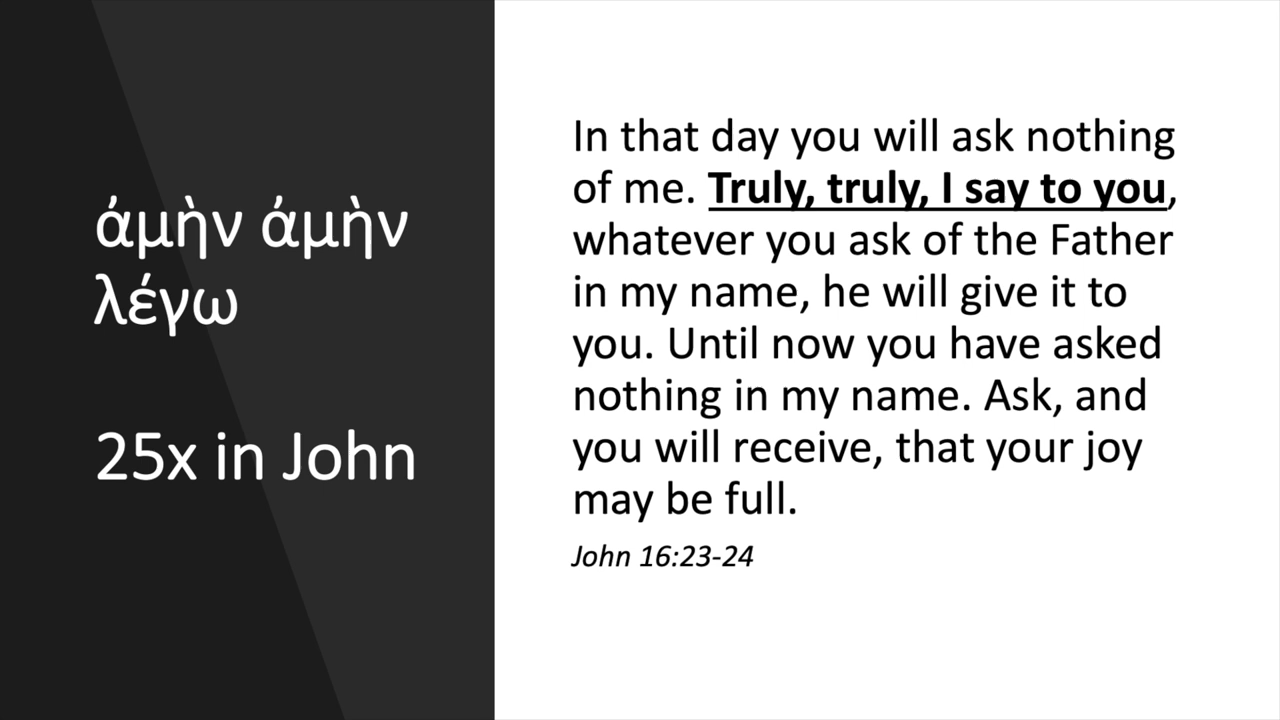 ἀμὴν ἀμὴν
λέγω
25x in John
In that day you will ask nothing
of me. Truly, truly, I say to you,
whatever you ask of the Father
in my name, he will give it to
you. Until now you have asked
nothing in my name. Ask, and
you will receive, that your joy
may be full.
John 16:23-24